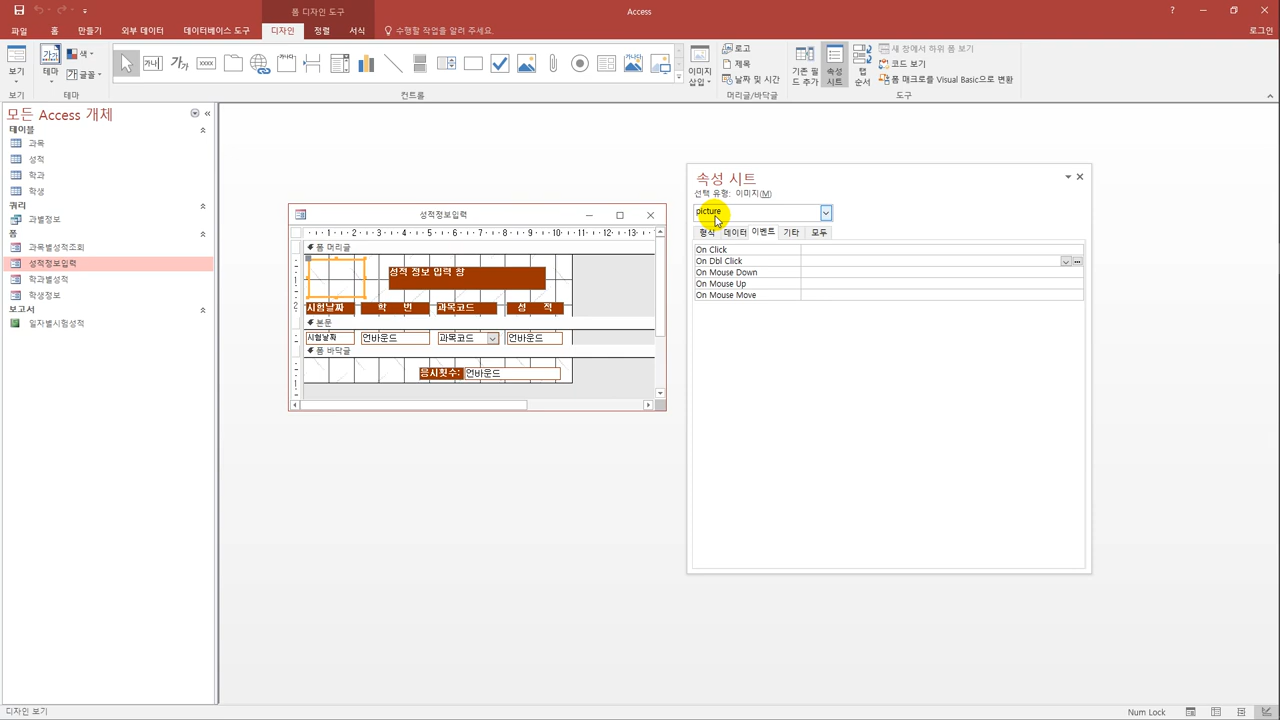 폼 디자인 도구
Access
?
파일 홈 만들기 외부 데이터 데이터베이스 도구 디자인 정렬 서식 수행할 작업을 알려 주세요.
로그인
보기
테마
색
글꼴
이미지 삽입
로고
제목
날짜 및 시간
기존 필드 추가
속성 시트
탭 순서
새 창에서 하위 폼 보기
코드 보기
폼 매크로를 Visual Basic으로 변환
보기 테마 컨트롤 머리글/바닥글 도구
모든 Access 개체
테이블
과목
성적
학과
학생
쿼리
과별정보
폼
과목별성적조회
성적정보입력
학과별성적
학생정보
보고서
일자별시험성적
성적정보입력
1 2 3 4 5 6 7 8 9 10 11 12 13
폼 머리글
성적 정보 입력 창
시험날짜 학 번 과목코드 성 적
본문
시험날짜 언바운드 과목코드 언바운드
폼 바닥글
응시횟수: 언바운드
속성 시트
선택 유형: 이미지(M)
picture
형식 데이터 이벤트 기타 모두
On Click
On Dbl Click
On Mouse Down
On Mouse Up
On Mouse Move
디자인 보기
Num Lock